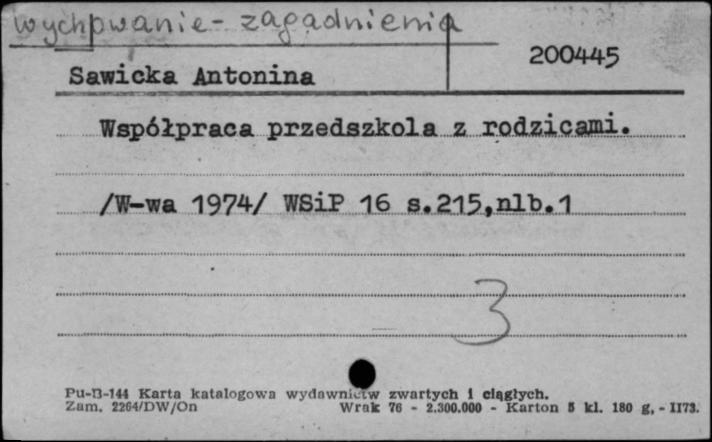 wychowanie - zagadnienia
200445
Sawicka Antonina
Współpraca przedszkola z rodzicami.
/W-wa 1974/ WSiP 16 s.215,nlb.1
3
Pu-B-144 Karta katalogowa wydawnictw zwartych i ciągłych.
Zam. 2264/DW/On Wrak 76 - 2.300.000 - Karton 5 kl. 180 g, - II73.